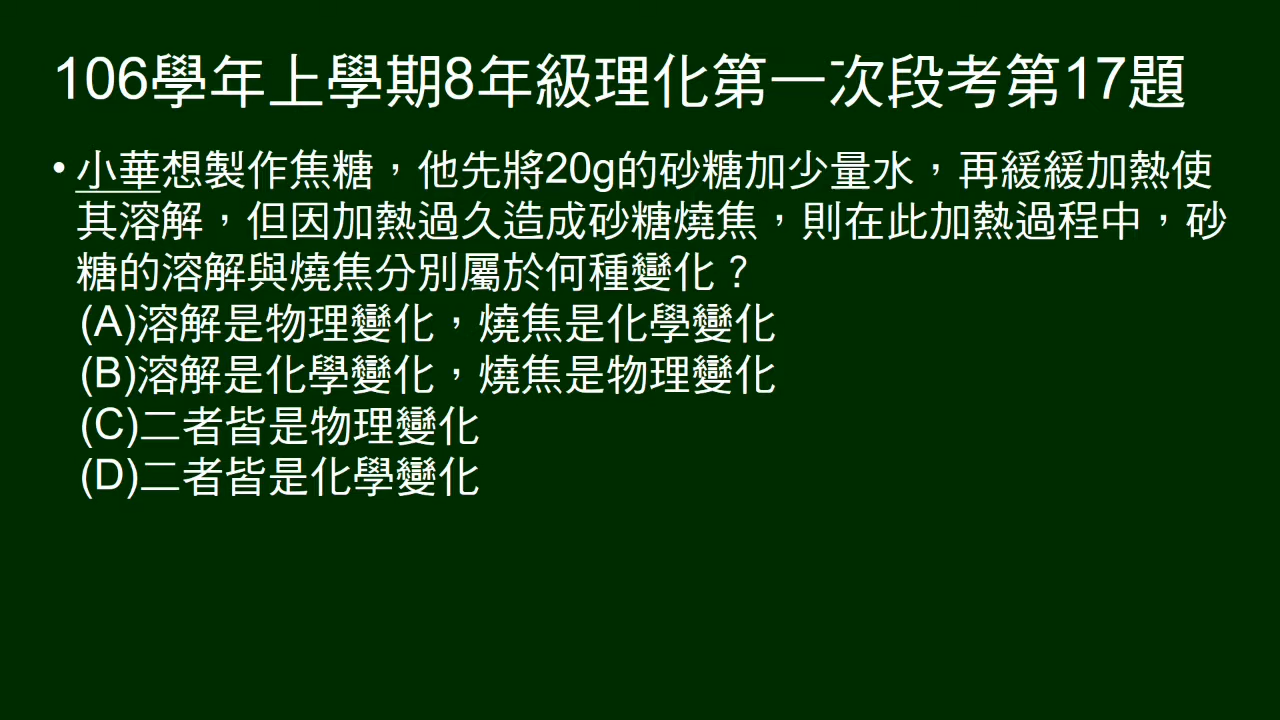 106學年上學期8年級理化第一次段考第17題
• 小華想製作焦糖，他先將20g的砂糖加少量水，再緩緩加熱使
其溶解，但因加熱過久造成砂糖燒焦，則在此加熱過程中，砂
糖的溶解與燒焦分別屬於何種變化？
(A)溶解是物理變化，燒焦是化學變化
(B)溶解是化學變化，燒焦是物理變化
(C)二者皆是物理變化
(D)二者皆是化學變化